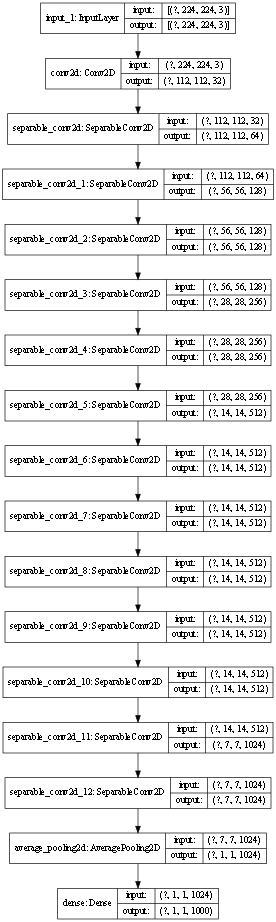 input_1: InputLayer
input: [(?, 224, 224, 3)]
output: [(?, 224, 224, 3)]
conv2d: Conv2D
input: (?, 224, 224, 3)
output: (?, 112, 112, 32)
separable_conv2d: SeparableConv2D
input: (?, 112, 112, 32)
output: (?, 112, 112, 64)
separable_conv2d_1: SeparableConv2D
input: (?, 112, 112, 64)
output: (?, 56, 56, 128)
separable_conv2d_2: SeparableConv2D
input: (?, 56, 56, 128)
output: (?, 56, 56, 128)
separable_conv2d_3: SeparableConv2D
input: (?, 56, 56, 128)
output: (?, 28, 28, 256)
separable_conv2d_4: SeparableConv2D
input: (?, 28, 28, 256)
output: (?, 28, 28, 256)
separable_conv2d_5: SeparableConv2D
input: (?, 28, 28, 256)
output: (?, 14, 14, 512)
separable_conv2d_6: SeparableConv2D
input: (?, 14, 14, 512)
output: (?, 14, 14, 512)
separable_conv2d_7: SeparableConv2D
input: (?, 14, 14, 512)
output: (?, 14, 14, 512)
separable_conv2d_8: SeparableConv2D
input: (?, 14, 14, 512)
output: (?, 14, 14, 512)
separable_conv2d_9: SeparableConv2D
input: (?, 14, 14, 512)
output: (?, 14, 14, 512)
separable_conv2d_10: SeparableConv2D
input: (?, 14, 14, 512)
output: (?, 14, 14, 512)
separable_conv2d_11: SeparableConv2D
input: (?, 14, 14, 512)
output: (?, 7, 7, 1024)
separable_conv2d_12: SeparableConv2D
input: (?, 7, 7, 1024)
output: (?, 7, 7, 1024)
average_pooling2d: AveragePooling2D
input: (?, 7, 7, 1024)
output: (?, 1, 1, 1024)
dense: Dense
input: (?, 1, 1, 1024)
output: (?, 1, 1, 1000)